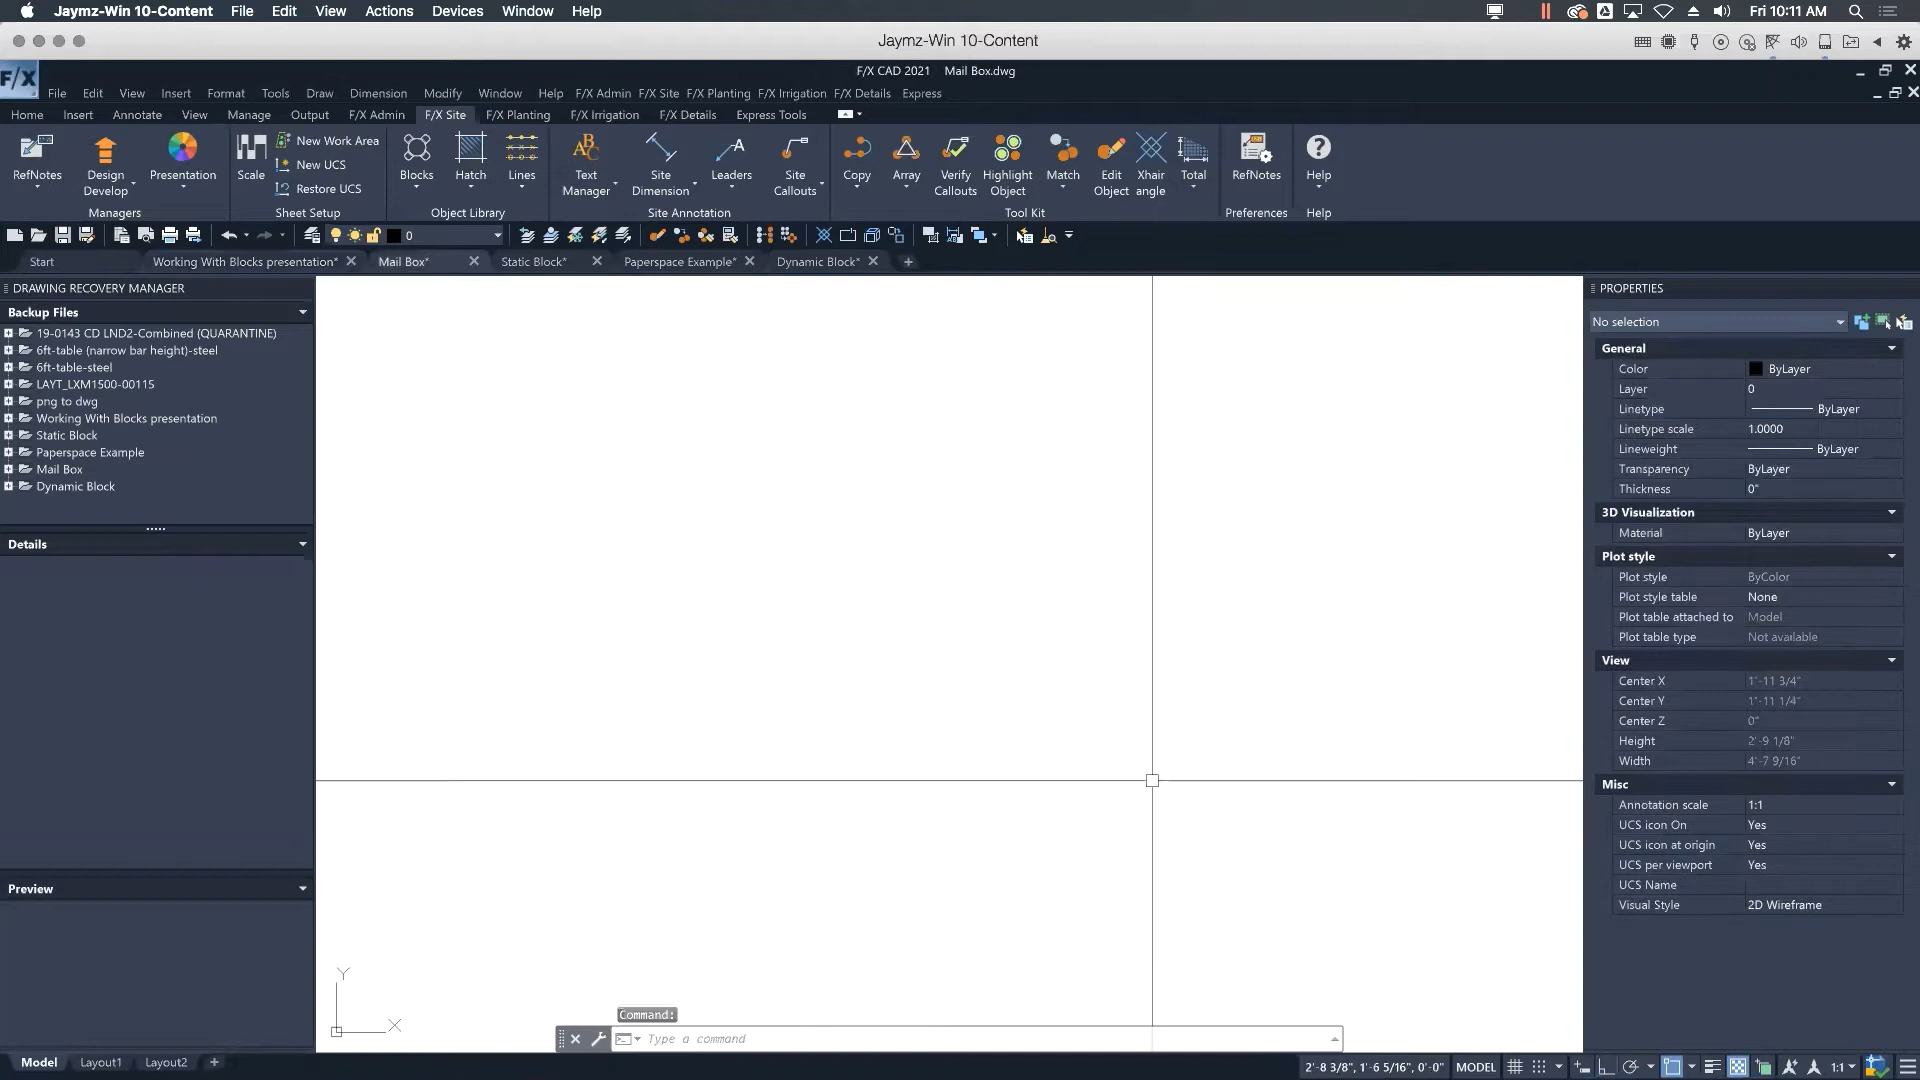 Jaymz-Win 10-Content File Edit View Actions Devices Window Help Fri 10:11 AM
Jaymz-Win 10-Content
F/X F/X CAD 2021 Mail Box.dwg
File Edit View Insert Format Tools Draw Dimension Modify Window Help F/X Admin F/X Site F/X Planting F/X Irrigation F/X Details Express
Home Insert Annotate View Manage Output F/X Admin F/X Site F/X Planting F/X Irrigation F/X Details Express Tools
RefNotes Design Develop Presentation Scale New Work Area New UCS Restore UCS Blocks Hatch Lines Text Manager Site Dimension Leaders Site Callouts Copy Array Verify Callouts Highlight Object Match Edit Object Xhair angle Total RefNotes Help
Managers Sheet Setup Object Library Site Annotation Tool Kit Preferences Help
0
Start Working With Blocks presentation* Mail Box* Static Block* Paperspace Example* Dynamic Block*
DRAWING RECOVERY MANAGER
Backup Files
19-0143 CD LND2-Combined (QUARANTINE)
6ft-table (narrow bar height)-steel
6ft-table-steel
LAYT_LXM1500-00115
png to dwg
Working With Blocks presentation
Static Block
Paperspace Example
Mail Box
Dynamic Block
Details
Preview
Y
X
Command:
Type a command
PROPERTIES
No selection
General
Color ByLayer
Layer 0
Linetype ByLayer
Linetype scale 1.0000
Lineweight ByLayer
Transparency ByLayer
Thickness 0"
3D Visualization
Material ByLayer
Plot style
Plot style ByColor
Plot style table None
Plot table attached to Model
Plot table type Not available
View
Center X 1'-11 3/4"
Center Y 1'-11 1/4"
Center Z 0"
Height 2'-9 1/8"
Width 4'-7 9/16"
Misc
Annotation scale 1:1
UCS icon On Yes
UCS icon at origin Yes
UCS per viewport Yes
UCS Name
Visual Style 2D Wireframe
Model Layout1 Layout2 2'-8 3/8", 1'-6 5/16", 0'-0" MODEL 1:1